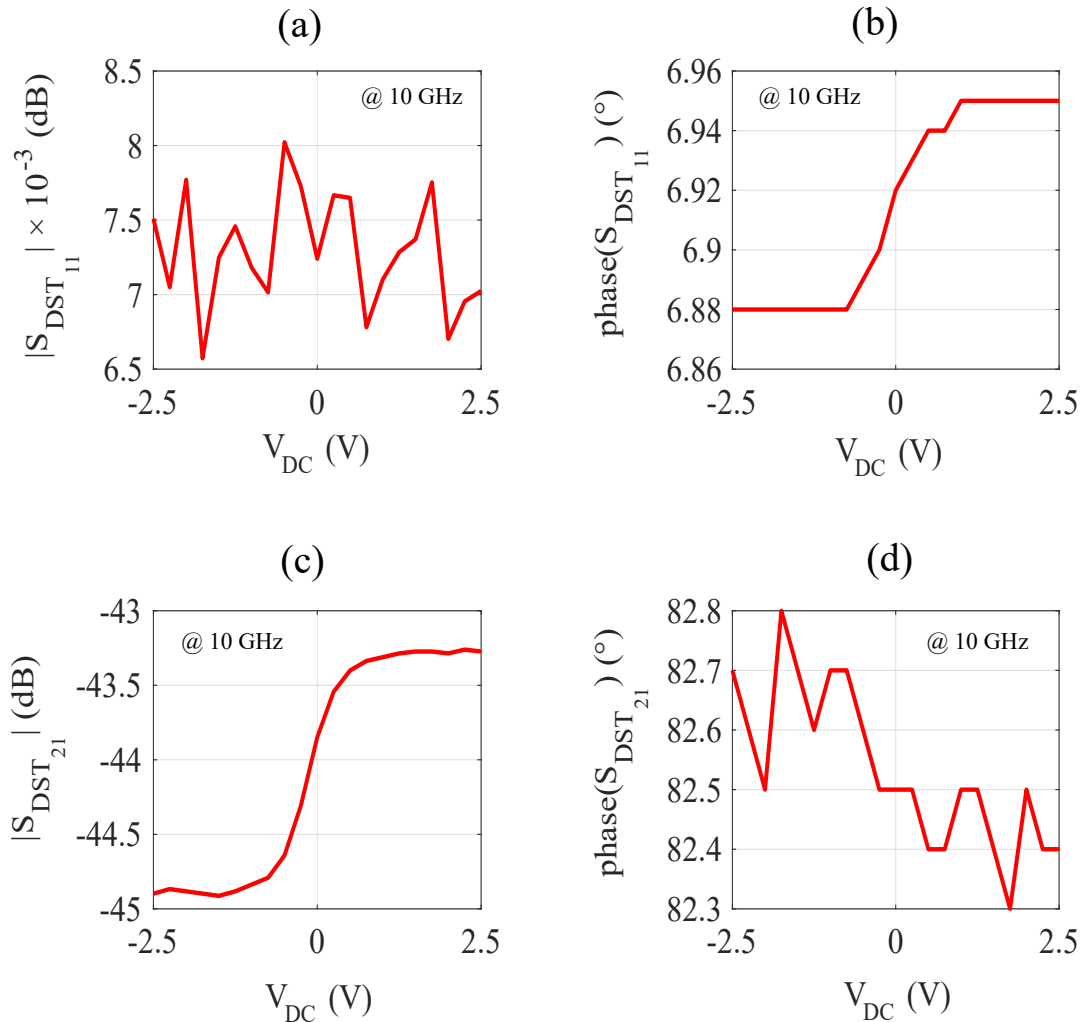 (a)
8.5
8
7.5
7
6.5
@ 10 GHz
|S_DST_11| × 10^-3 (dB)
-2.5 0 2.5
V_DC (V)
(b)
6.96
6.94
6.92
6.9
6.88
6.86
@ 10 GHz
phase(S_DST_11) (°)
-2.5 0 2.5
V_DC (V)
(c)
-43
-43.5
-44
-44.5
-45
@ 10 GHz
|S_DST_21| (dB)
-2.5 0 2.5
V_DC (V)
(d)
82.8
82.7
82.6
82.5
82.4
82.3
@ 10 GHz
phase(S_DST_21) (°)
-2.5 0 2.5
V_DC (V)